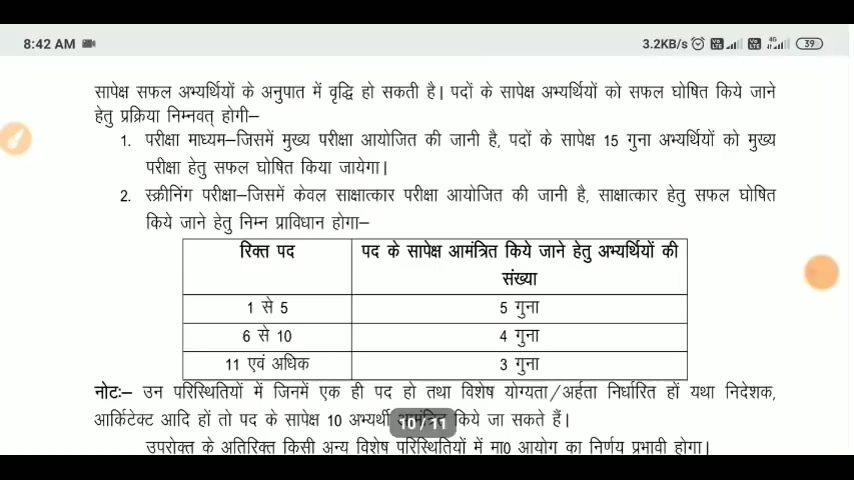 8:42 AM
3.2KB/s 4G 39
सापेक्ष सफल अभ्यर्थियों के अनुपात में वृद्धि हो सकती है। पदों के सापेक्ष अभ्यर्थियों को सफल घोषित किये जाने
हेतु प्रक्रिया निम्नवत् होगी–
1. परीक्षा माध्यम–जिसमें मुख्य परीक्षा आयोजित की जानी है, पदों के सापेक्ष 15 गुना अभ्यर्थियों को मुख्य
परीक्षा हेतु सफल घोषित किया जायेगा।
2. स्क्रीनिंग परीक्षा–जिसमें केवल साक्षात्कार परीक्षा आयोजित की जानी है, साक्षात्कार हेतु सफल घोषित
किये जाने हेतु निम्न प्राविधान होगा–
रिक्त पद पद के सापेक्ष आमंत्रित किये जाने हेतु अभ्यर्थियों की
संख्या
1 से 5 5 गुना
6 से 10 4 गुना
11 एवं अधिक 3 गुना
नोटः– उन परिस्थितियों में जिनमें एक ही पद हो तथा विशेष योग्यता/अर्हता निर्धारित हों यथा निदेशक,
आर्किटेक्ट आदि हों तो पद के सापेक्ष 10 अभ्यर्थी आमंत्रित किये जा सकते हैं।
10/11
उपरोक्त के अतिरिक्त किसी अन्य विशेष परिस्थितियों में मा0 आयोग का निर्णय प्रभावी होगा।